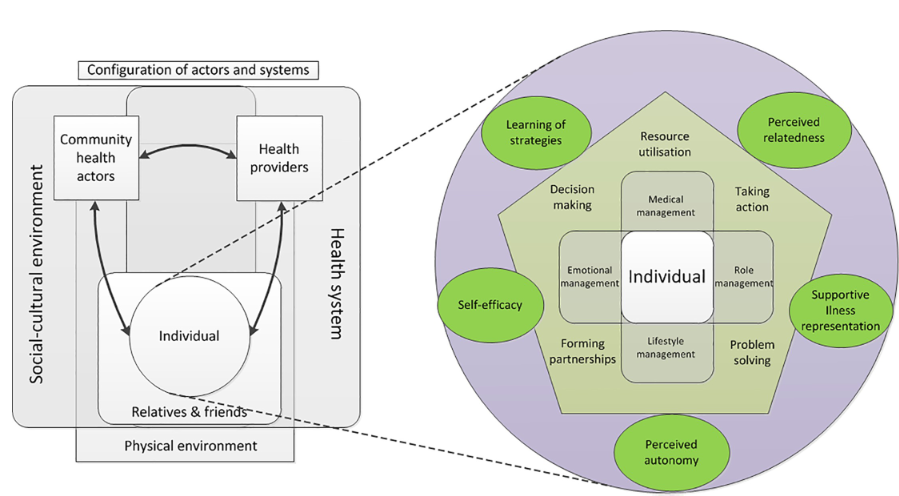 Configuration of actors and systems
Community
health
actors
Health
providers
Social-cultural environment
Health system
Individual
Relatives & friends
Physical environment
Learning of
strategies
Perceived
relatedness
Resource
utilisation
Decision
making
Medical
management
Taking
action
Emotional
management
Individual
Role
management
Self-efficacy
Supportive
Ilness
representation
Forming
partnerships
Lifestyle
management
Problem
solving
Perceived
autonomy